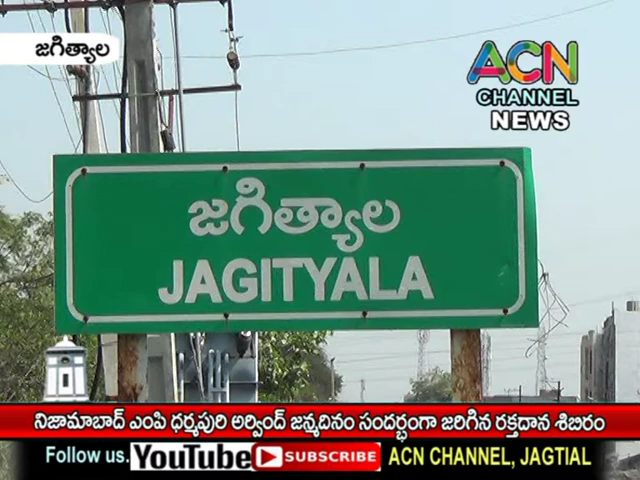 జగిత్యాల
ACN
CHANNEL
NEWS
జగిత్యాల
JAGITYALA
నిజామాబాద్ ఎంపి ధర్మపురి అర్వింద్ జన్మదినం సందర్భంగా జరిగిన రక్తదాన శిబిరం
Follow us. YouTube SUBSCRIBE ACN CHANNEL, JAGTIAL